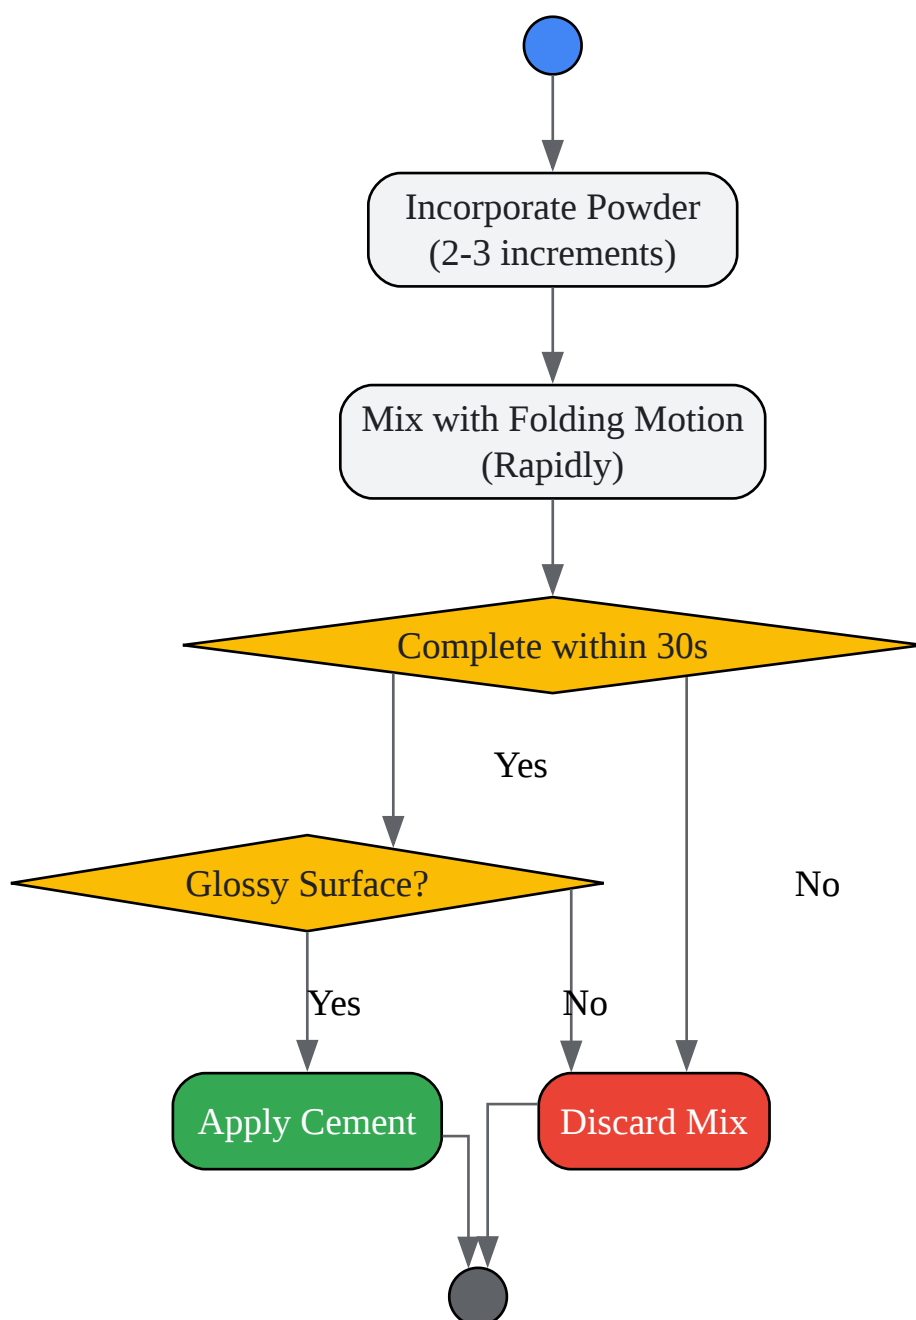 Incorporate Powder
(2-3 increments)
Mix with Folding Motion
(Rapidly)
Complete within 30s
Yes
Glossy Surface?
No
Yes
No
Apply Cement
Discard Mix